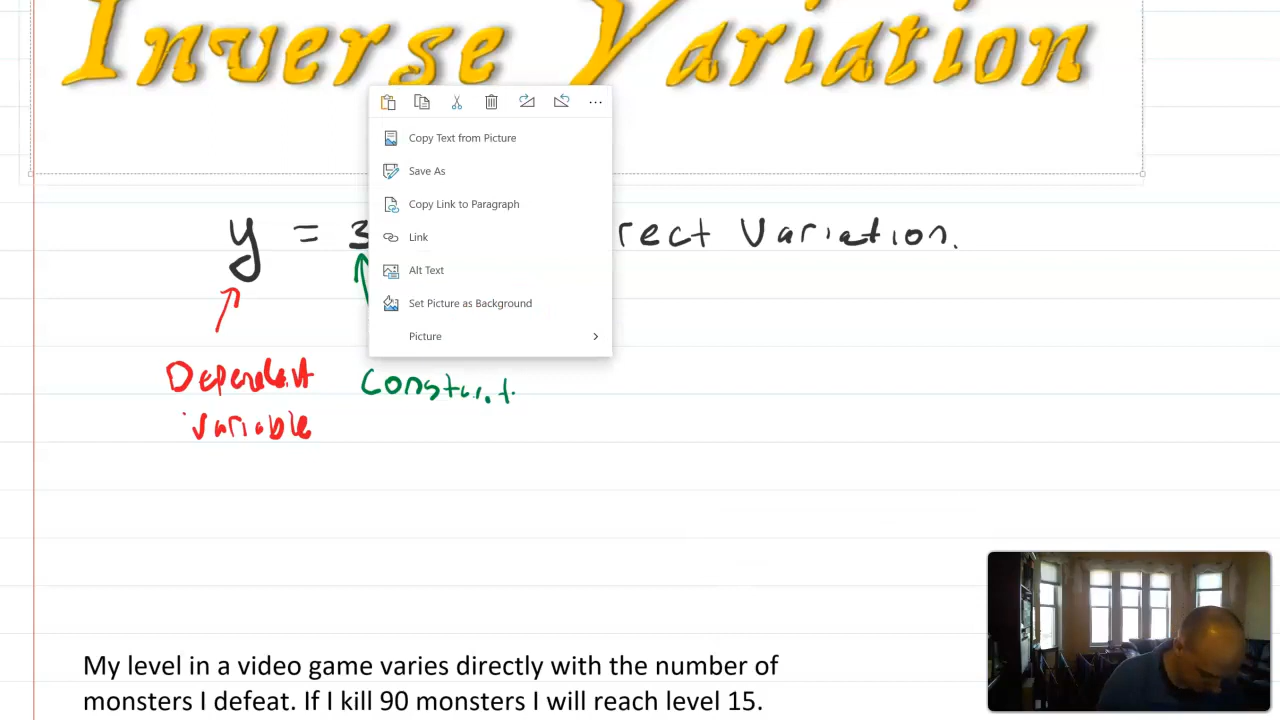 Inverse Variation
Copy Text from Picture
Save As
Copy Link to Paragraph
Link
Alt Text
Set Picture as Background
Picture
y = 3 rect Variation.
Dependent Constant
variable
My level in a video game varies directly with the number of
monsters I defeat. If I kill 90 monsters I will reach level 15.